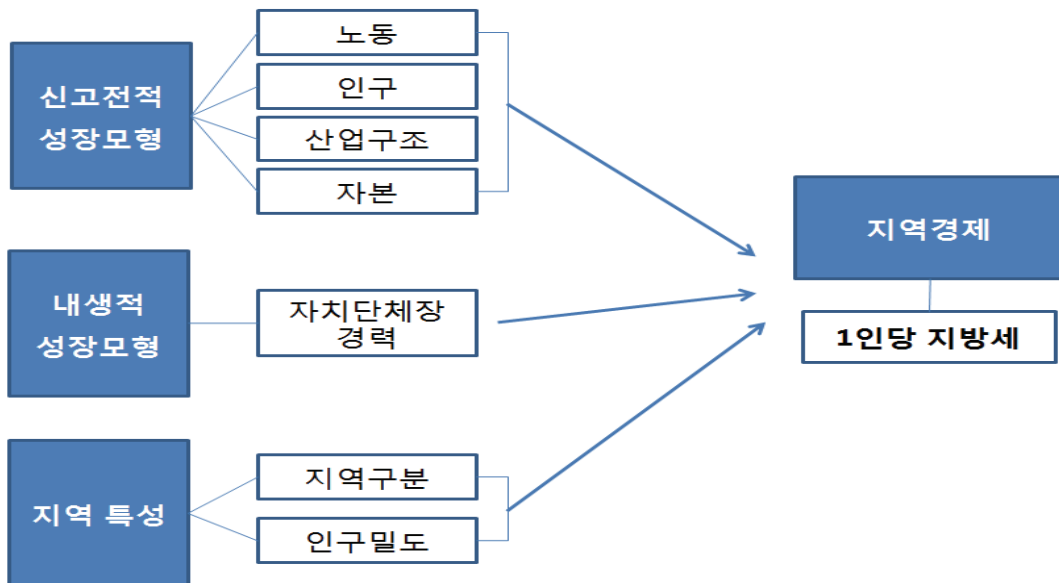 신고전적
성장모형
노동
인구
산업구조
자본
내생적
성장모형
자치단체장
경력
지역 특성
지역구분
인구밀도
지역경제
1인당 지방세